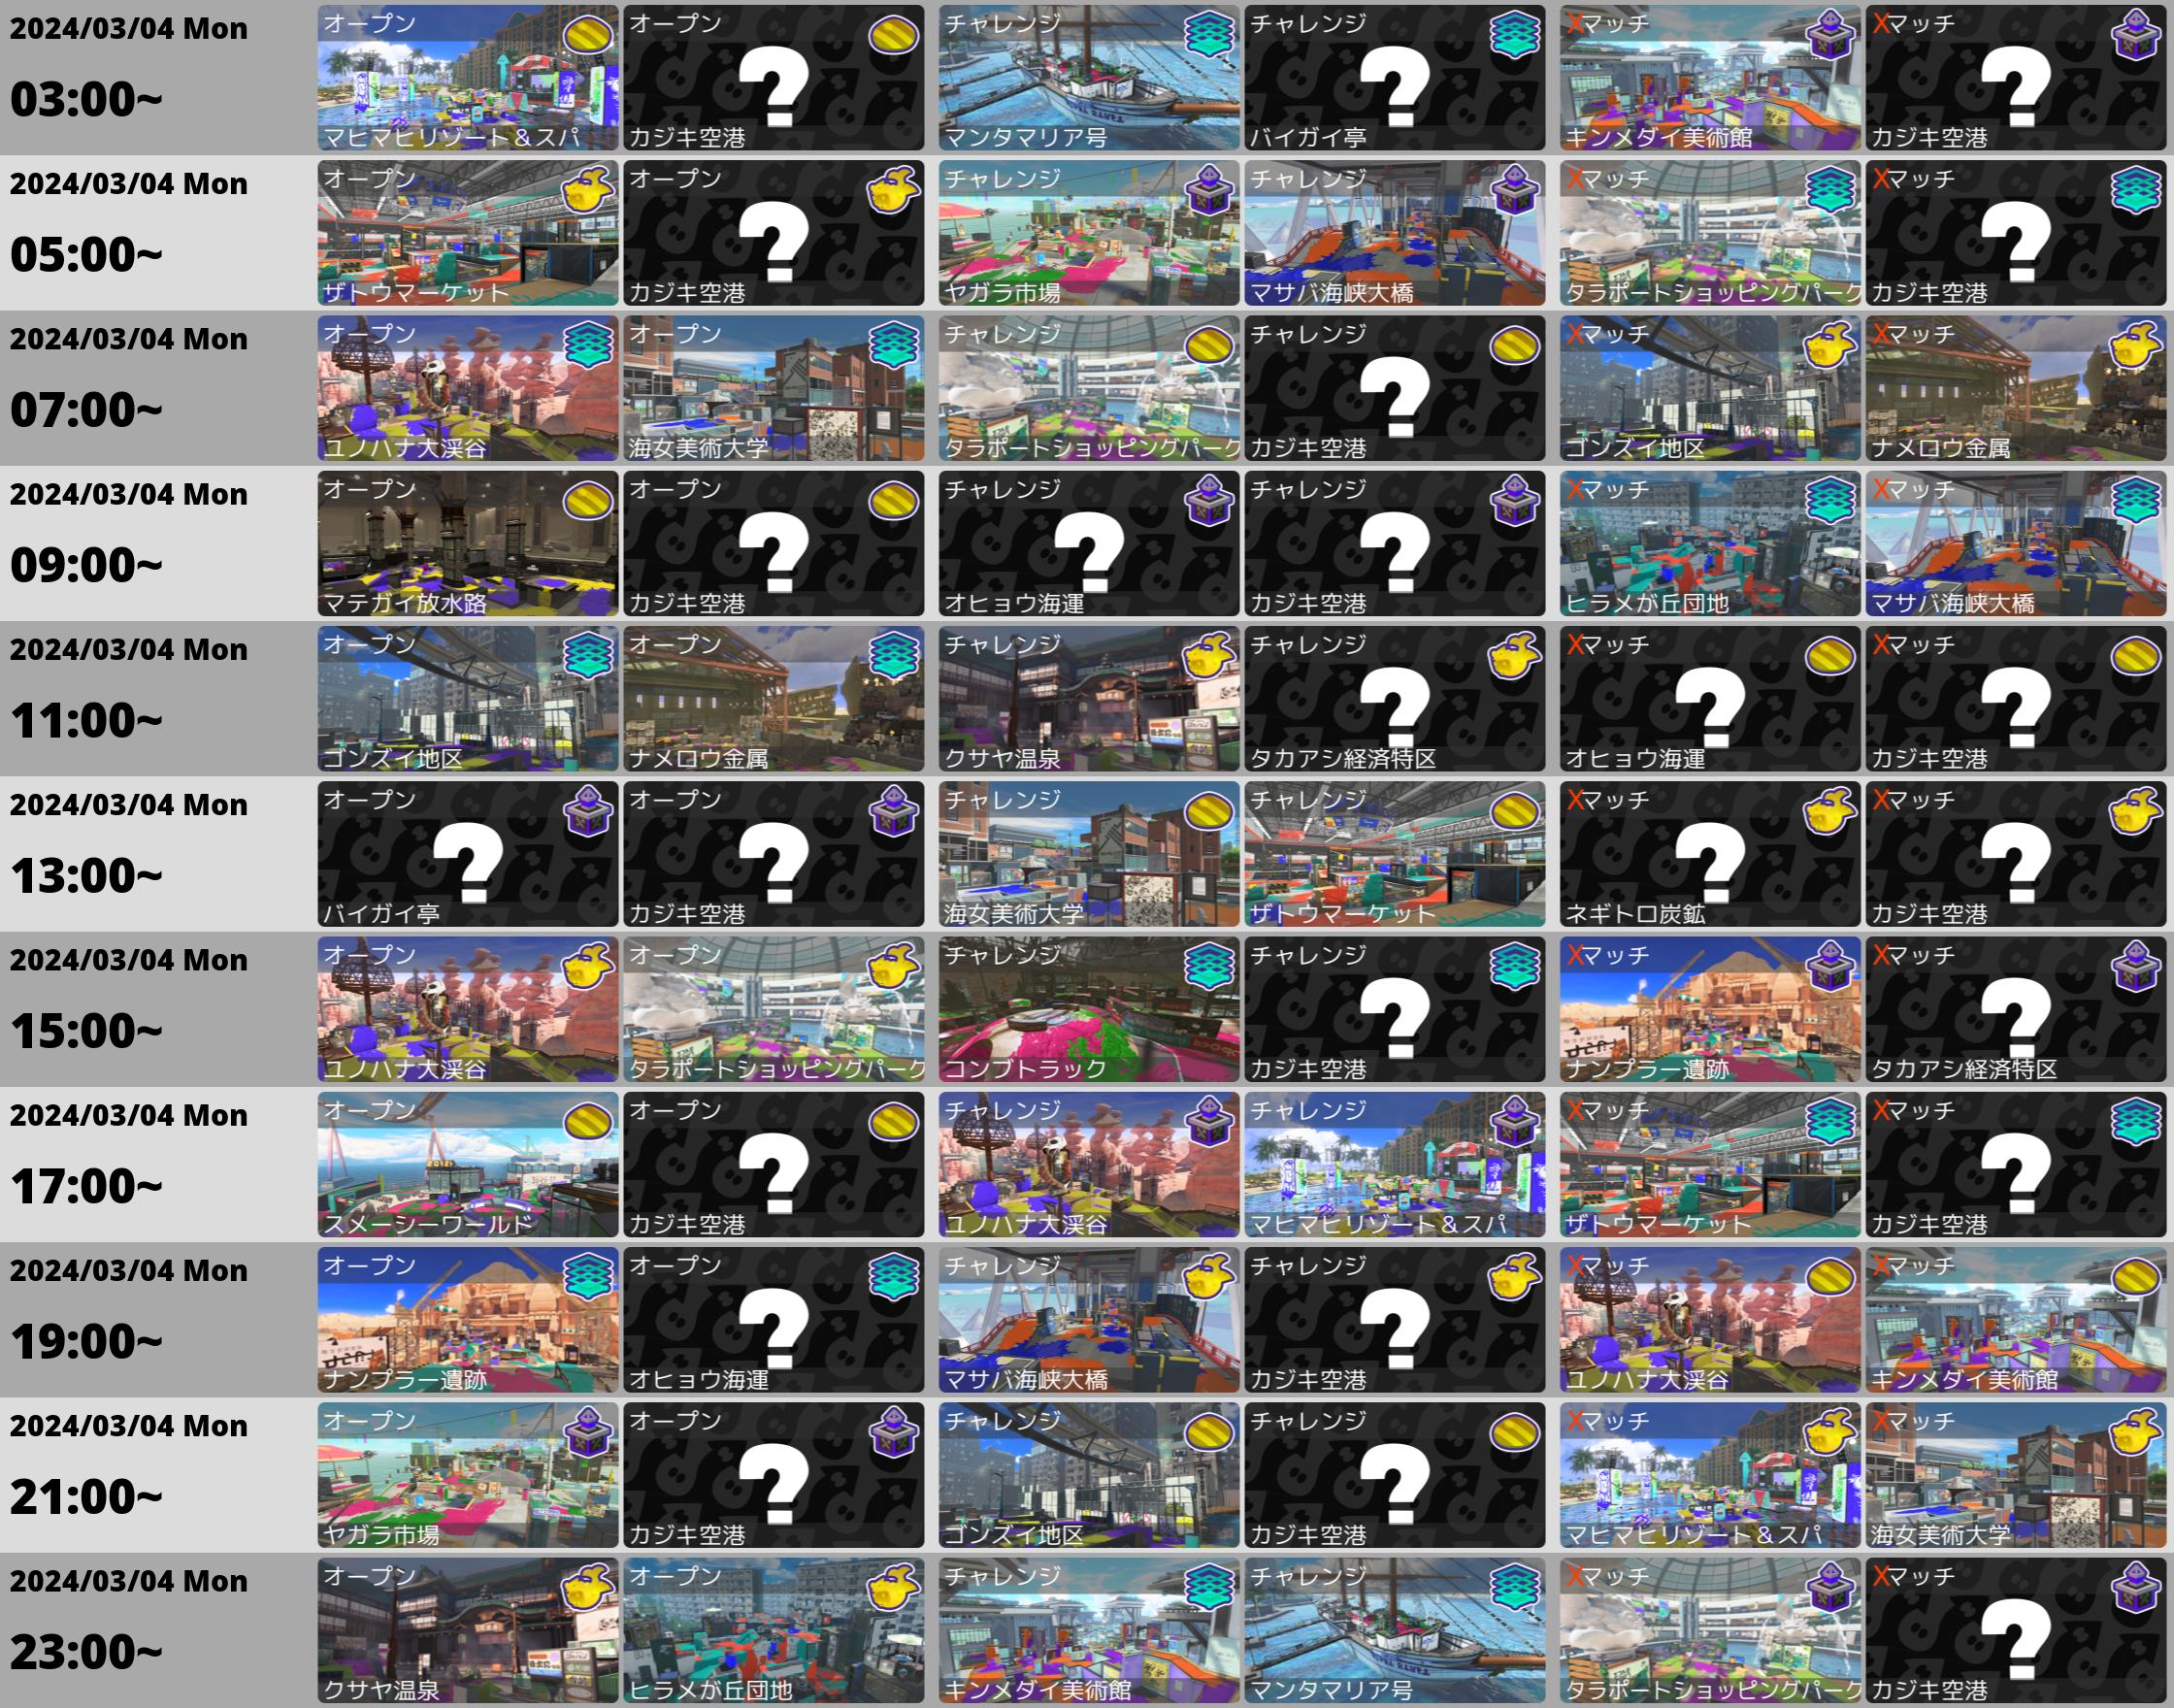 2024/03/04 Mon
03:00~
オープン
マヒマヒリゾート＆スパ
オープン
カジキ空港
チャレンジ
マンタマリア号
チャレンジ
バイガイ亭
Xマッチ
キンメダイ美術館
Xマッチ
カジキ空港
2024/03/04 Mon
05:00~
オープン
ザトウマーケット
オープン
カジキ空港
チャレンジ
ヤガラ市場
チャレンジ
マサバ海峡大橋
Xマッチ
タラポートショッピングパーク
Xマッチ
カジキ空港
2024/03/04 Mon
07:00~
オープン
ユノハナ大渓谷
オープン
海女美術大学
チャレンジ
タラポートショッピングパーク
チャレンジ
カジキ空港
Xマッチ
ゴンズイ地区
Xマッチ
ナメロウ金属
2024/03/04 Mon
09:00~
オープン
マテガイ放水路
オープン
カジキ空港
チャレンジ
オヒョウ海運
チャレンジ
カジキ空港
Xマッチ
ヒラメが丘団地
Xマッチ
マサバ海峡大橋
2024/03/04 Mon
11:00~
オープン
ゴンズイ地区
オープン
ナメロウ金属
チャレンジ
クサヤ温泉
チャレンジ
タカアシ経済特区
Xマッチ
オヒョウ海運
Xマッチ
カジキ空港
2024/03/04 Mon
13:00~
オープン
バイガイ亭
オープン
カジキ空港
チャレンジ
海女美術大学
チャレンジ
ザトウマーケット
Xマッチ
ネギトロ炭鉱
Xマッチ
カジキ空港
2024/03/04 Mon
15:00~
オープン
ユノハナ大渓谷
オープン
タラポートショッピングパーク
チャレンジ
コンブトラック
チャレンジ
カジキ空港
Xマッチ
ナンプラー遺跡
Xマッチ
タカアシ経済特区
2024/03/04 Mon
17:00~
オープン
スメーシーワールド
オープン
カジキ空港
チャレンジ
ユノハナ大渓谷
チャレンジ
マヒマヒリゾート＆スパ
Xマッチ
ザトウマーケット
Xマッチ
カジキ空港
2024/03/04 Mon
19:00~
オープン
ナンプラー遺跡
オープン
オヒョウ海運
チャレンジ
マサバ海峡大橋
チャレンジ
カジキ空港
Xマッチ
ユノハナ大渓谷
Xマッチ
キンメダイ美術館
2024/03/04 Mon
21:00~
オープン
ヤガラ市場
オープン
カジキ空港
チャレンジ
ゴンズイ地区
チャレンジ
カジキ空港
Xマッチ
マヒマヒリゾート＆スパ
Xマッチ
海女美術大学
2024/03/04 Mon
23:00~
オープン
クサヤ温泉
オープン
ヒラメが丘団地
チャレンジ
キンメダイ美術館
チャレンジ
マンタマリア号
Xマッチ
タラポートショッピングパーク
Xマッチ
カジキ空港